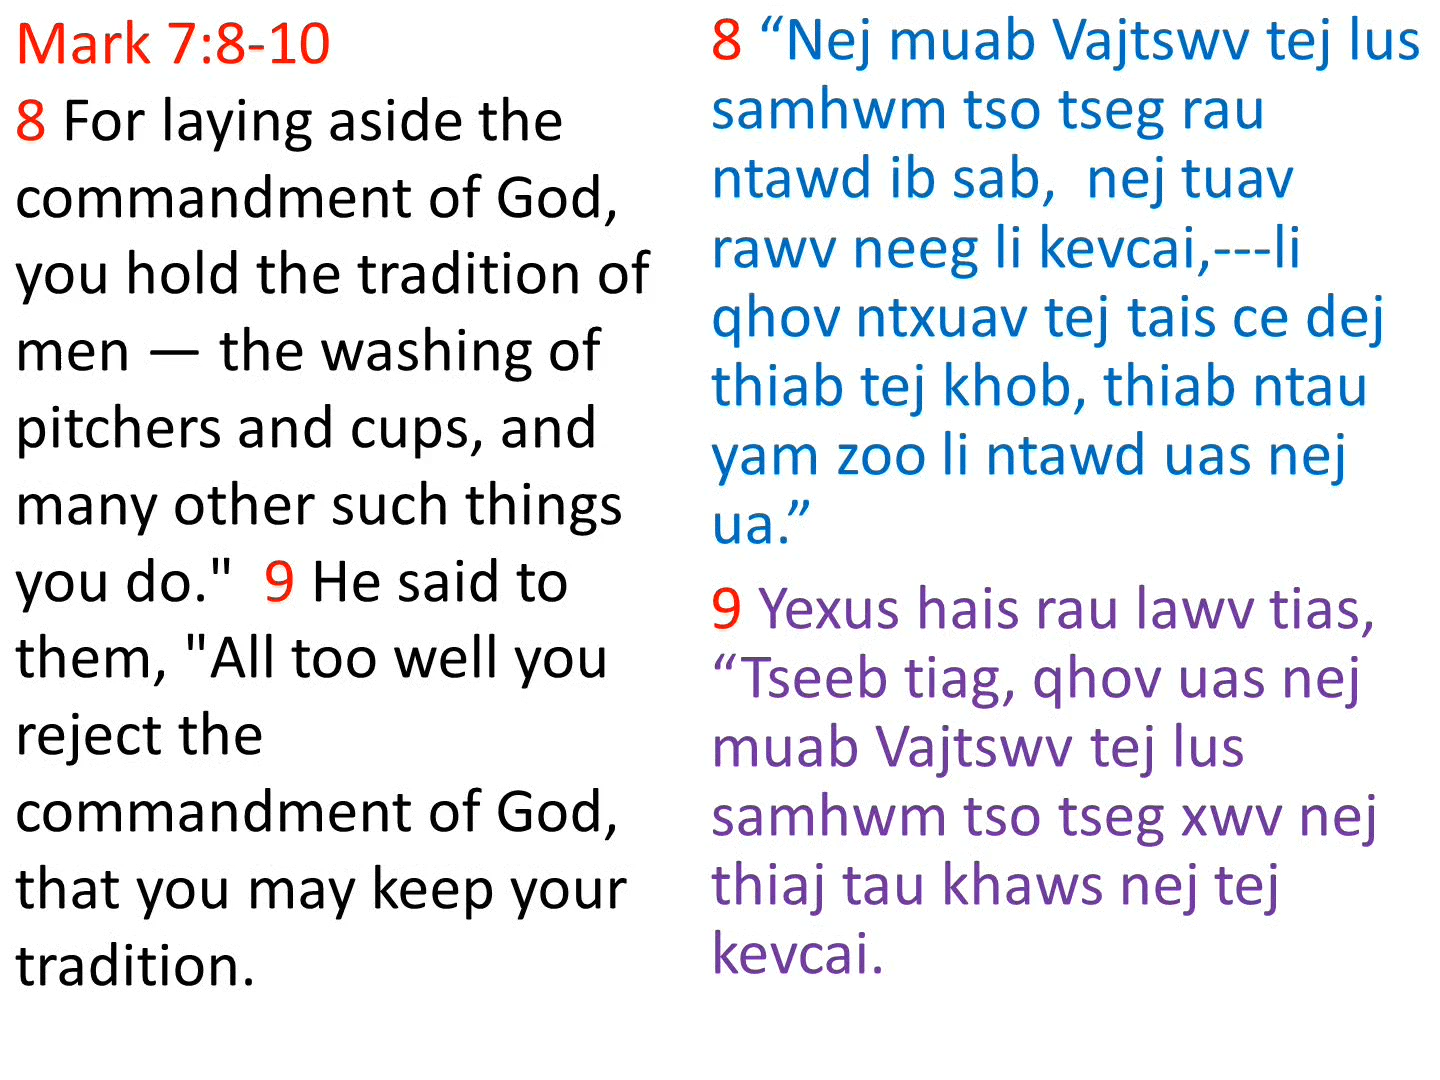 Mark 7:8-10
8 For laying aside the
commandment of God,
you hold the tradition of
men — the washing of
pitchers and cups, and
many other such things
you do."  9 He said to
them, "All too well you
reject the
commandment of God,
that you may keep your
tradition.
8 “Nej muab Vajtswv tej lus
samhwm tso tseg rau
ntawd ib sab,  nej tuav
rawv neeg li kevcai,---li
qhov ntxuav tej tais ce dej
thiab tej khob, thiab ntau
yam zoo li ntawd uas nej
ua.”
9 Yexus hais rau lawv tias,
“Tseeb tiag, qhov uas nej
muab Vajtswv tej lus
samhwm tso tseg xwv nej
thiaj tau khaws nej tej
kevcai.